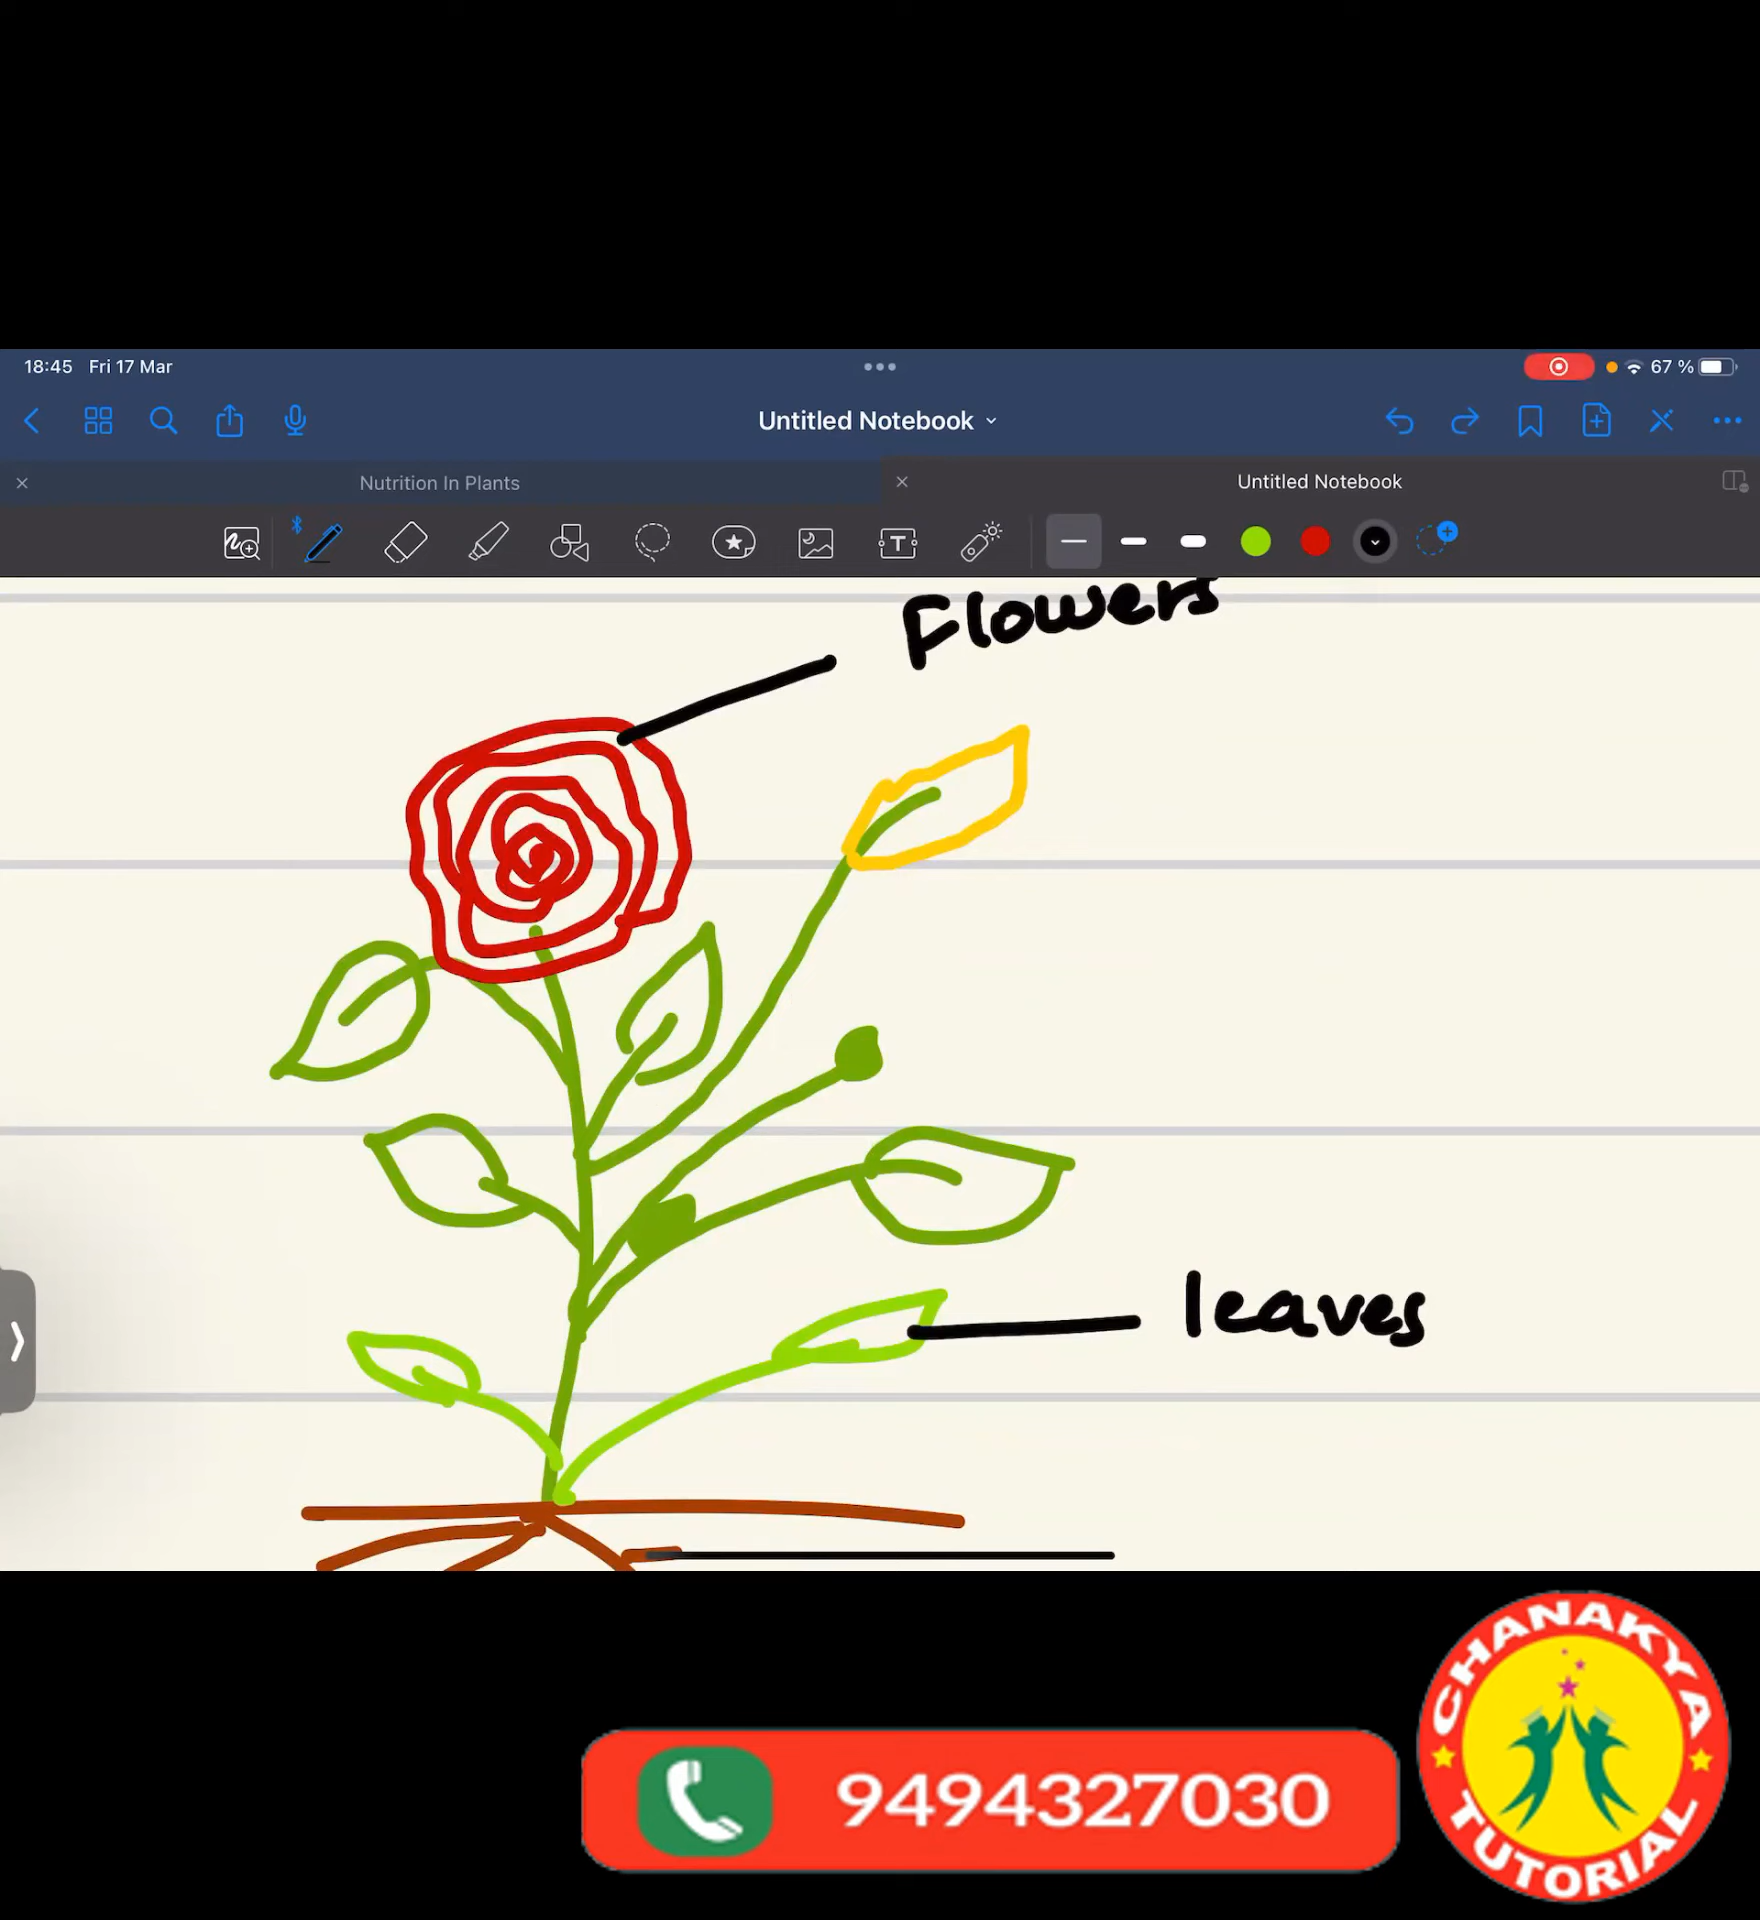 18:45 Fri 17 Mar
67 %
Untitled Notebook
Nutrition In Plants
Untitled Notebook
T
Flowers
leaves
9494327030
CHANAKYA
TUTORIAL